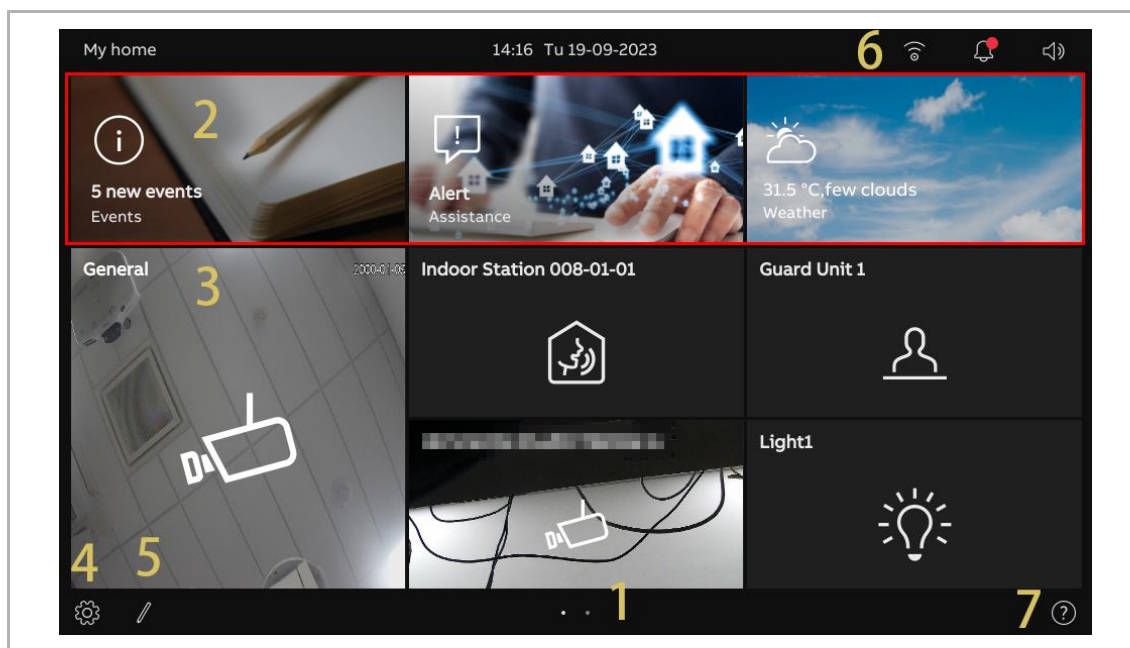 My home
14:16 Tu 19-09-2023
6
2
i
5 new events
Events
!
Alert
Assistance
31.5 °C,few clouds
Weather
General
3
Indoor Station 008-01-01
Guard Unit 1
Light1
4
5
1
7
?